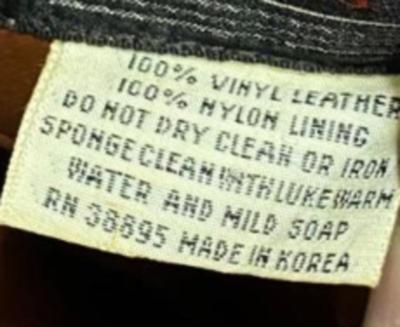 100% VINYL LEATHER
100% NYLON LINING
DO NOT DRY CLEAN OR IRON
SPONGE CLEAN WITH LUKEWARM
WATER AND MILD SOAP
RN 38895 MADE IN KOREA